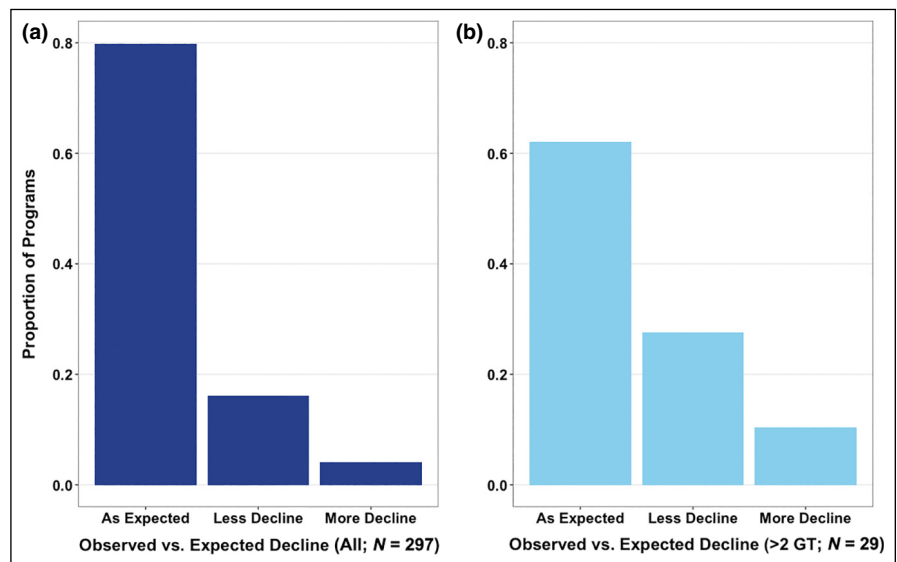 (a)
0.8
0.6
0.4
0.2
0.0
Proportion of Programs
As Expected Less Decline More Decline
Observed vs. Expected Decline (All; N = 297)
(b)
0.8
0.6
0.4
0.2
0.0
As Expected Less Decline More Decline
Observed vs. Expected Decline (>2 GT; N = 29)